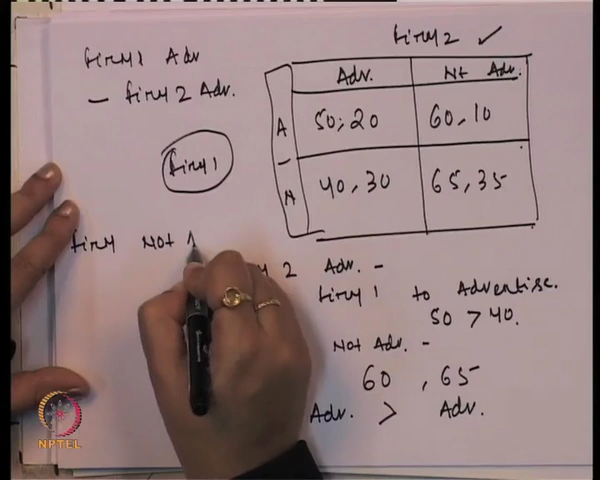 Firm 2 ✓
Firm 1 Adv
Adv. Nt Adv.
— Firm 2 Adv.
A 50, 20 60, 10
Firm 1
N 40, 30 65, 35
Firm Not
2 Adv. -
Firm 1 to Advertise.
50 > 40.
Not Adv. -
60 , 65
Adv. > Adv.
NPTEL